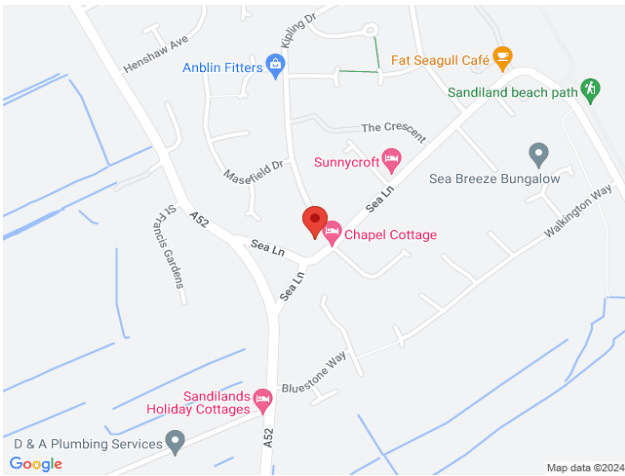 Kipling Dr
Henshaw Ave
Anblin Fitters
Fat Seagull Café
Sandiland beach path
The Crescent
Sunnycroft
Masefield Dr
Sea Breeze Bungalow
Sea Ln
Walkington Way
St Francis Gardens
A52
Sea Ln
Chapel Cottage
Sea Ln
Bluestone Way
Sandilands
Holiday Cottages
D & A Plumbing Services
A52
Google
Map data ©2024